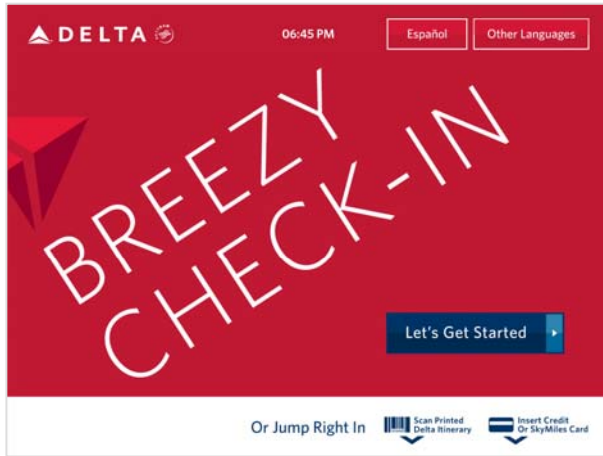 DELTA
06:45 PM
Español
Other Languages
BREEZY
CHECK-IN
Let's Get Started
Or Jump Right In
Scan Printed
Delta Itinerary
Insert Credit
Or SkyMiles Card